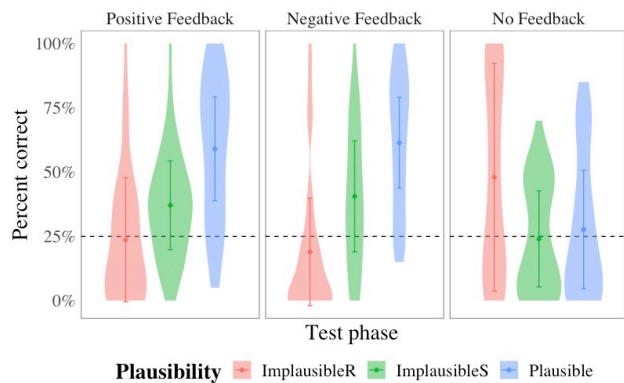 Positive Feedback Negative Feedback No Feedback
100%
75%
50%
25%
0%
Percent correct
Test phase
Plausibility ImplausibleR ImplausibleS Plausible